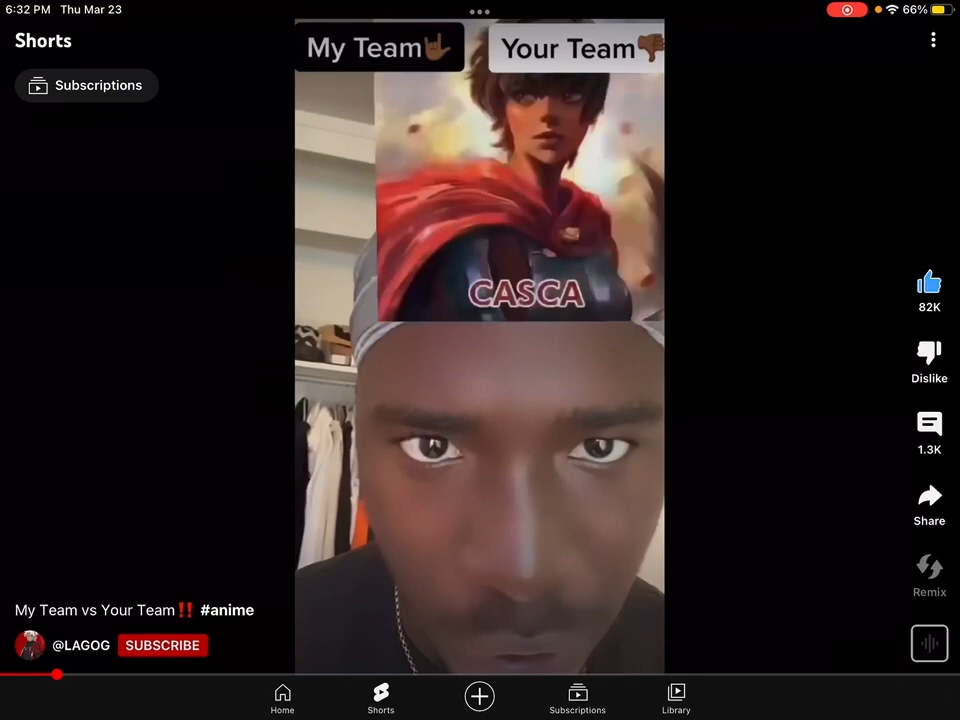 6:32 PM Thu Mar 23
66%
Shorts
Subscriptions
My Team
Your Team
CASCA
82K
Dislike
1.3K
Share
Remix
My Team vs Your Team‼️ #anime
@LAGOG SUBSCRIBE
Home
Shorts
Subscriptions
Library